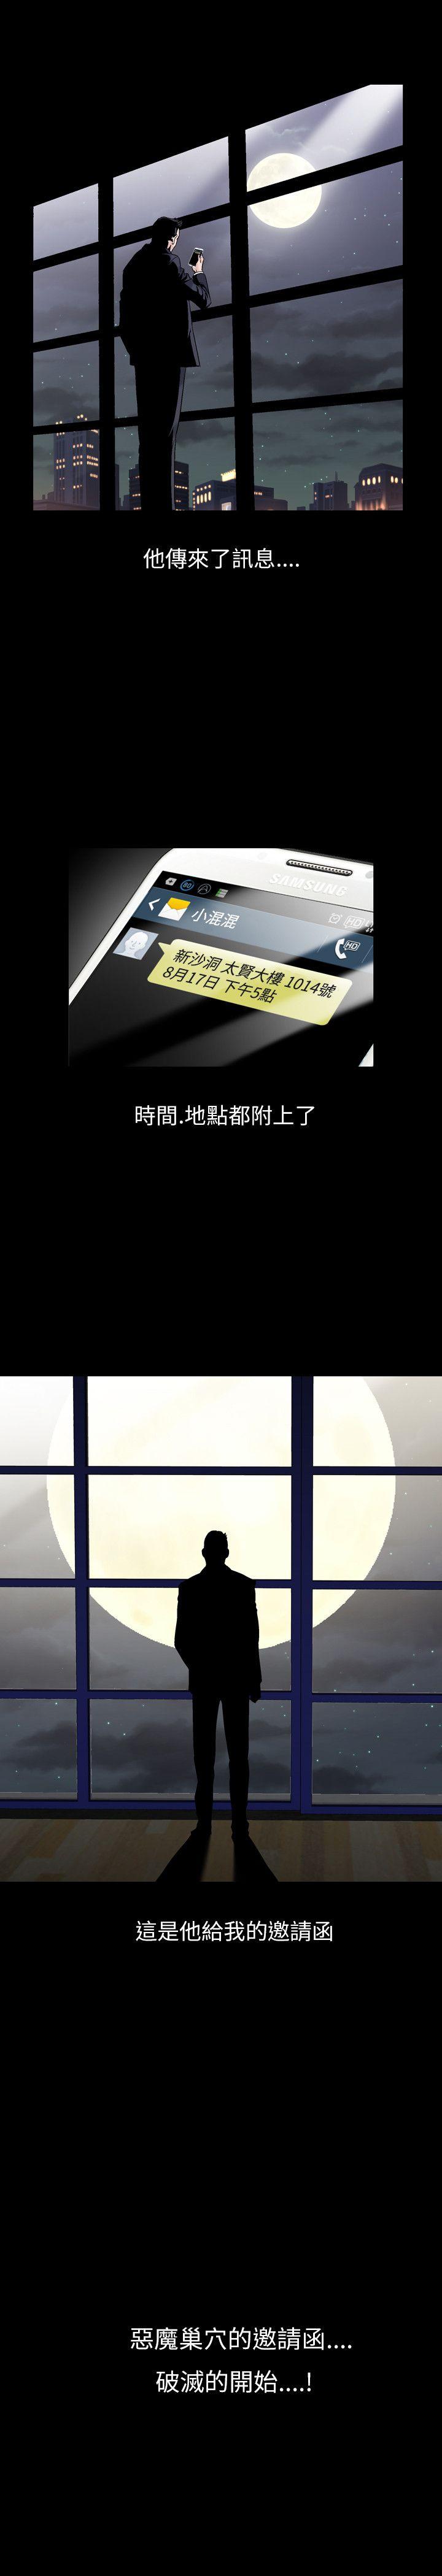 他傳來了訊息....
SAMSUNG
HD
小混混
HD
新沙洞 太賢大樓 1014號
8月17日 下午5點
時間.地點都附上了
這是他給我的邀請函
惡魔巢穴的邀請函....
破滅的開始....!